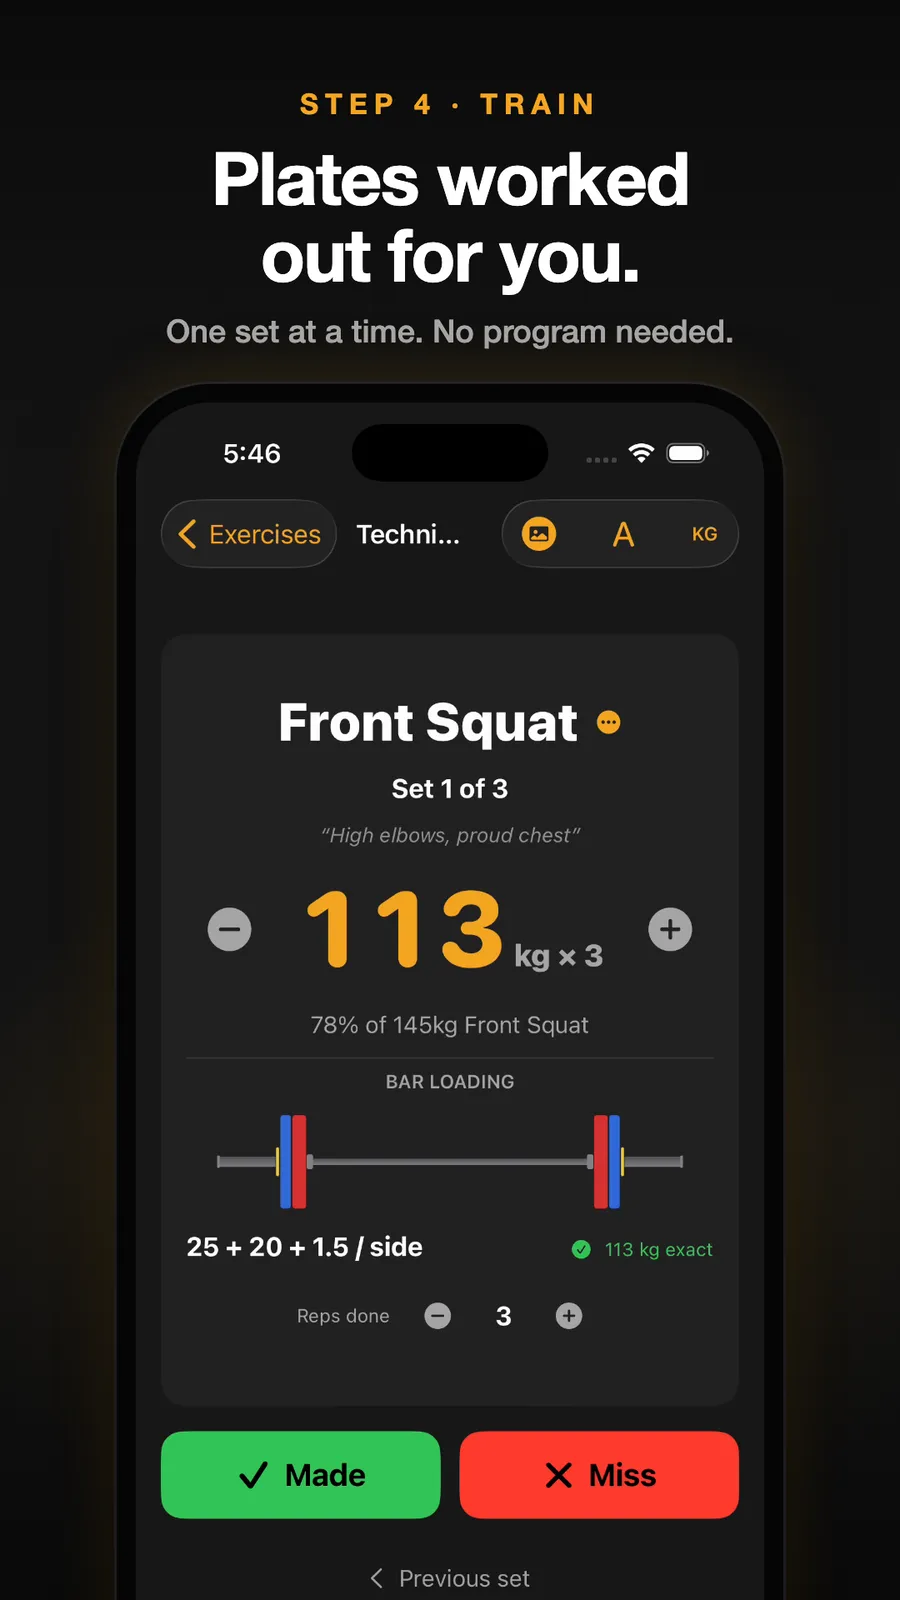 STEP 4 · TRAIN
Plates worked
out for you.
One set at a time. No program needed.
5:46
Exercises
Techni...
A
KG
Front Squat
Set 1 of 3
“High elbows, proud chest”
113 kg × 3
78% of 145kg Front Squat
BAR LOADING
25 + 20 + 1.5 / side
113 kg exact
Reps done
3
Made
Miss
Previous set